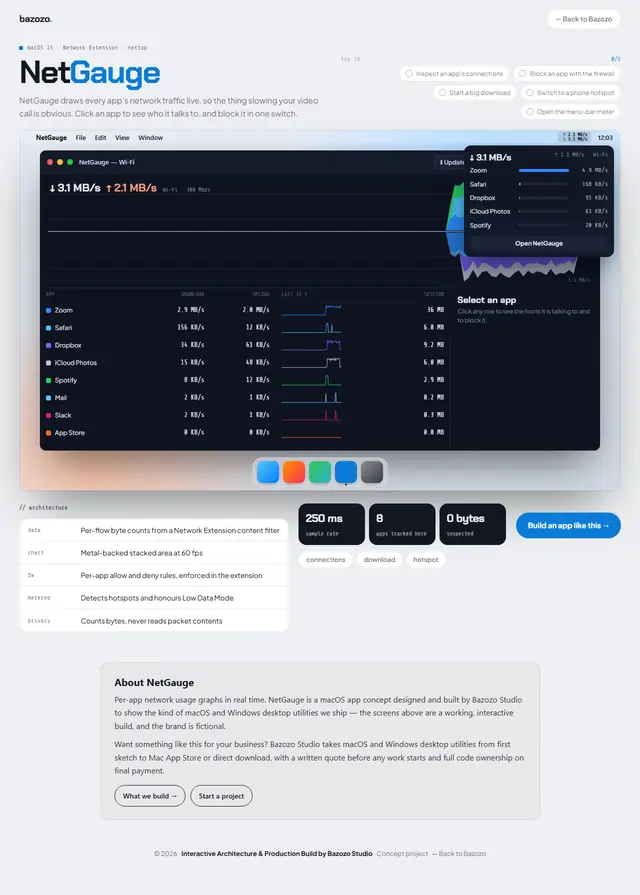 bazozo.
← Back to Bazozo
macOS 15 · Network Extension · nettop
NetGauge
NetGauge draws every app's network traffic live, so the thing slowing your video
call is obvious. Click an app to see who it talks to, and block it in one switch.
try it
Inspect an app's connections
Block an app with the firewall
Start a big download
Switch to a phone hotspot
Open the menu-bar meter
NetGauge File Edit View Window
↑ 2.1 MB/s
↓ 3.1 MB/s
12:03
NetGauge — Wi-Fi
↓ 3.1 MB/s ↑ 2.1 MB/s Wi-Fi
↓ 3.1 MB/s ↑ 2.1 MB/s Wi-Fi
Zoom 4.9 MB/s
Safari 168 KB/s
Dropbox 95 KB/s
iCloud Photos 63 KB/s
Spotify 20 KB/s
Open NetGauge
APP DOWNLOAD UPLOAD LAST SESSION
Zoom 2.9 MB/s 2.0 MB/s 36 MB
Safari 156 KB/s 12 KB/s 6.0 MB
Dropbox 34 KB/s 61 KB/s 9.2 MB
iCloud Photos 15 KB/s 48 KB/s 6.0 MB
Spotify 8 KB/s 12 KB/s 2.9 MB
Mail 2 KB/s 1 KB/s 0.2 MB
Slack 2 KB/s 1 KB/s 0.3 MB
App Store 0 KB/s 0 KB/s 0.0 MB
Select an app
Click any row to see the hosts it is talking to and
to block it.
// architecture
data Per-flow byte counts from a Network Extension content filter
chart Metal-backed stacked area at 60 fps
fw Per-app allow and deny rules, enforced in the extension
metered Detects hotspots and honours Low Data Mode
privacy Counts bytes, never reads packet contents
250 ms
sample rate
8
apps tracked here
0 bytes
inspected
Build an app like this →
connections
download
hotspot
About NetGauge
Per-app network usage graphs in real time. NetGauge is a macOS app concept designed and built by Bazozo Studio
to show the kind of macOS and Windows desktop utilities we ship — the screens above are a working, interactive
build, and the brand is fictional.
Want something like this for your business? Bazozo Studio takes macOS and Windows desktop utilities from first
sketch to Mac App Store or direct download, with a written quote before any work starts and full code ownership on
final payment.
What we build →
Start a project
© 2026 · Interactive Architecture & Production Build by Bazozo Studio · Concept project · ← Back to Bazozo